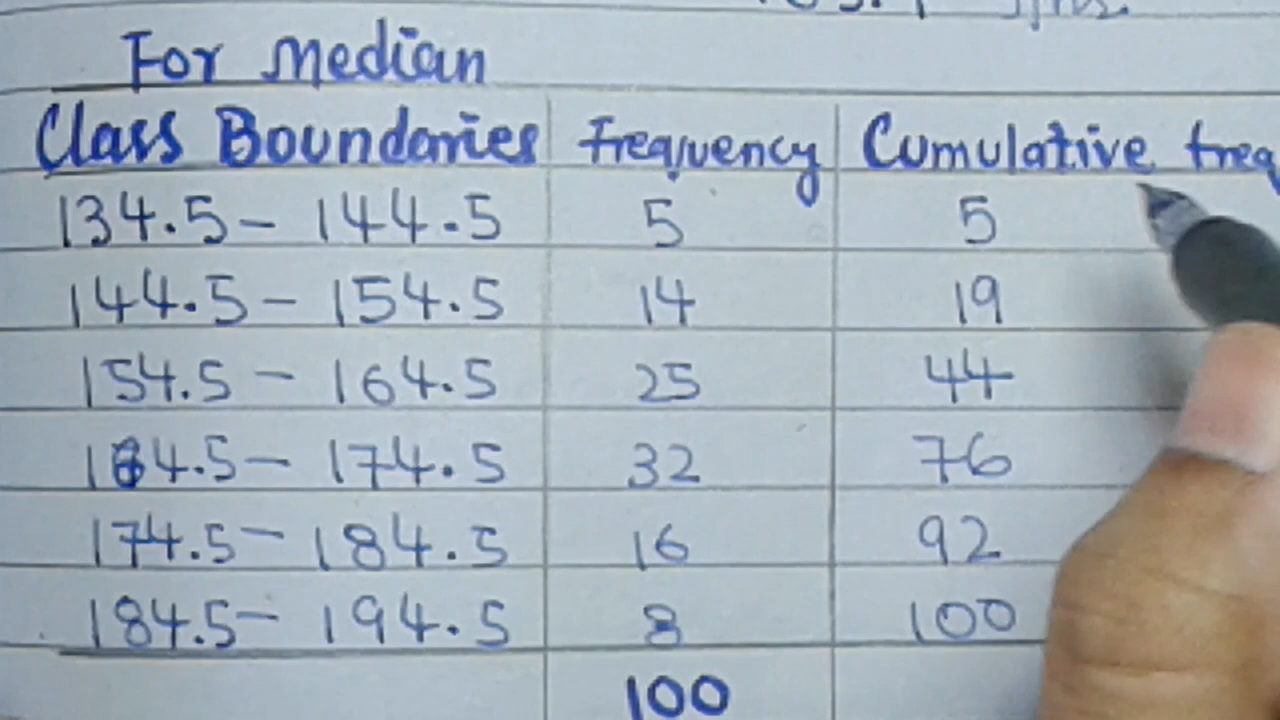 For Median
Class Boundaries Frequency Cumulative freq
134.5 - 144.5 5 5
144.5 - 154.5 14 19
154.5 - 164.5 25 44
164.5 - 174.5 32 76
174.5 - 184.5 16 92
184.5 - 194.5 8 100
100